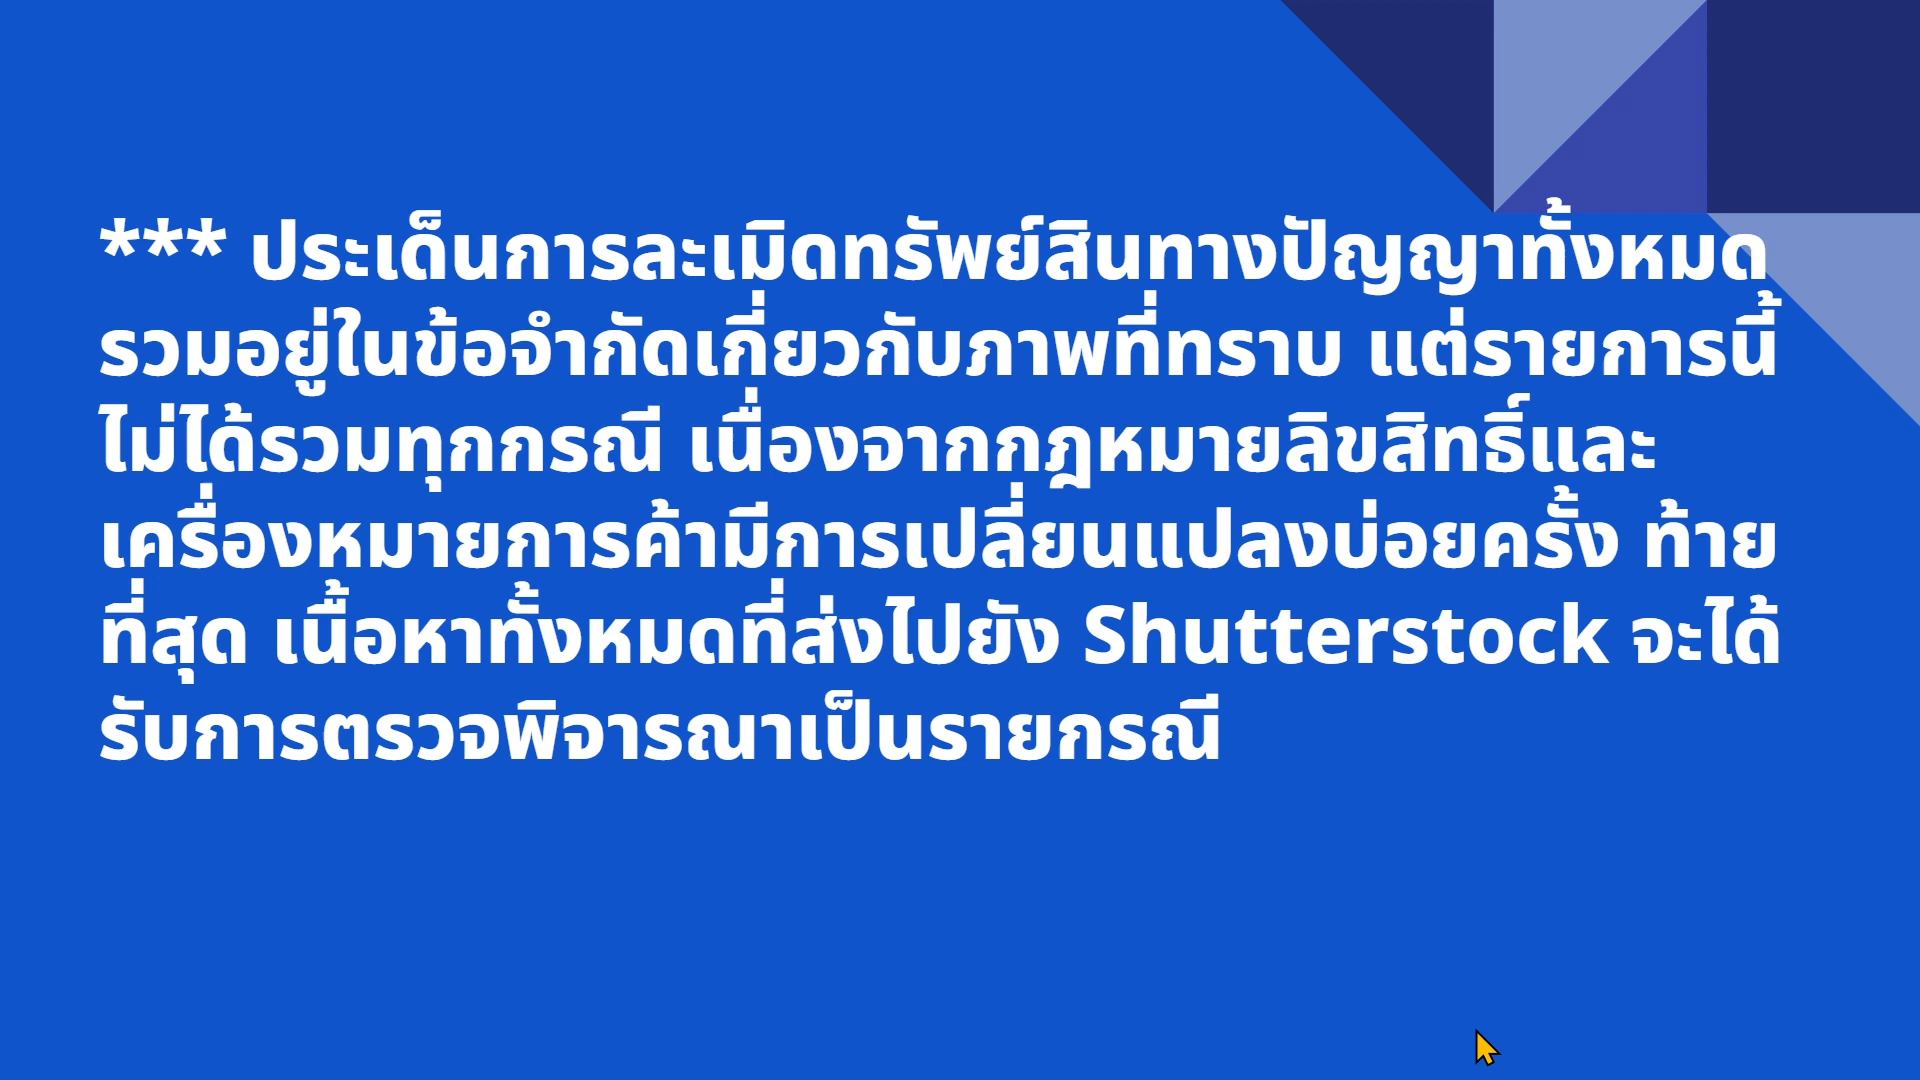 *** ประเด็นการละเมิดทรัพย์สินทางปัญญาทั้งหมด
รวมอยู่ในข้อจำกัดเกี่ยวกับภาพที่ทราบ แต่รายการนี้
ไม่ได้รวมทุกกรณี เนื่องจากกฎหมายลิขสิทธิ์และ
เครื่องหมายการค้ามีการเปลี่ยนแปลงบ่อยครั้ง ท้าย
ที่สุด เนื้อหาทั้งหมดที่ส่งไปยัง Shutterstock จะได้
รับการตรวจพิจารณาเป็นรายกรณี